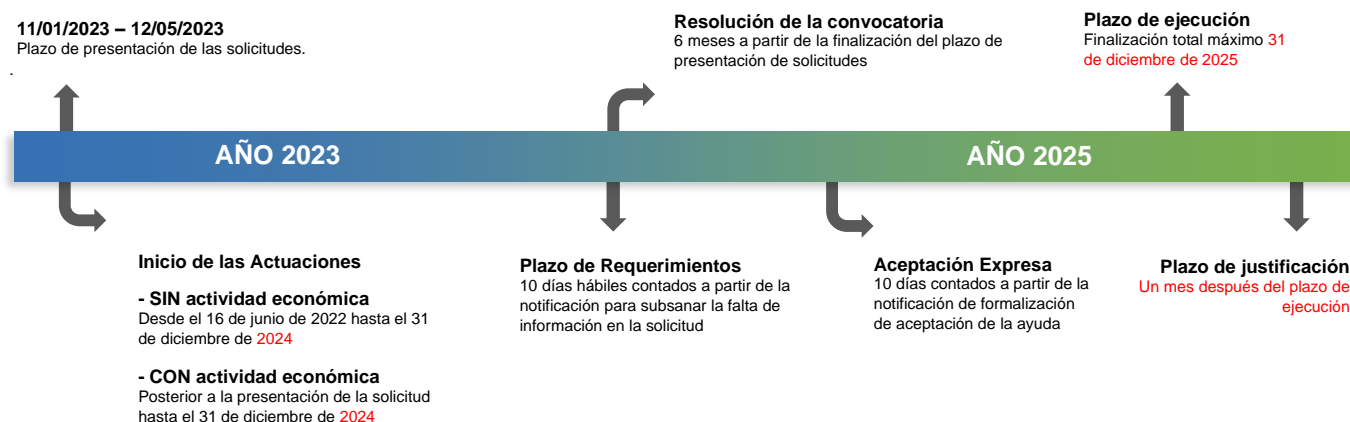 11/01/2023 – 12/05/2023
Plazo de presentación de las solicitudes.
.
Resolución de la convocatoria
6 meses a partir de la finalización del plazo de
presentación de solicitudes
Plazo de ejecución
Finalización total máximo 31
de diciembre de 2025
AÑO 2023
AÑO 2025
Inicio de las Actuaciones
- SIN actividad económica
Desde el 16 de junio de 2022 hasta el 31
de diciembre de 2024
- CON actividad económica
Posterior a la presentación de la solicitud
hasta el 31 de diciembre de 2024
Plazo de Requerimientos
10 días hábiles contados a partir de la
notificación para subsanar la falta de
información en la solicitud
Aceptación Expresa
10 días contados a partir de la
notificación de formalización
de aceptación de la ayuda
Plazo de justificación
Un mes después del plazo de
ejecución